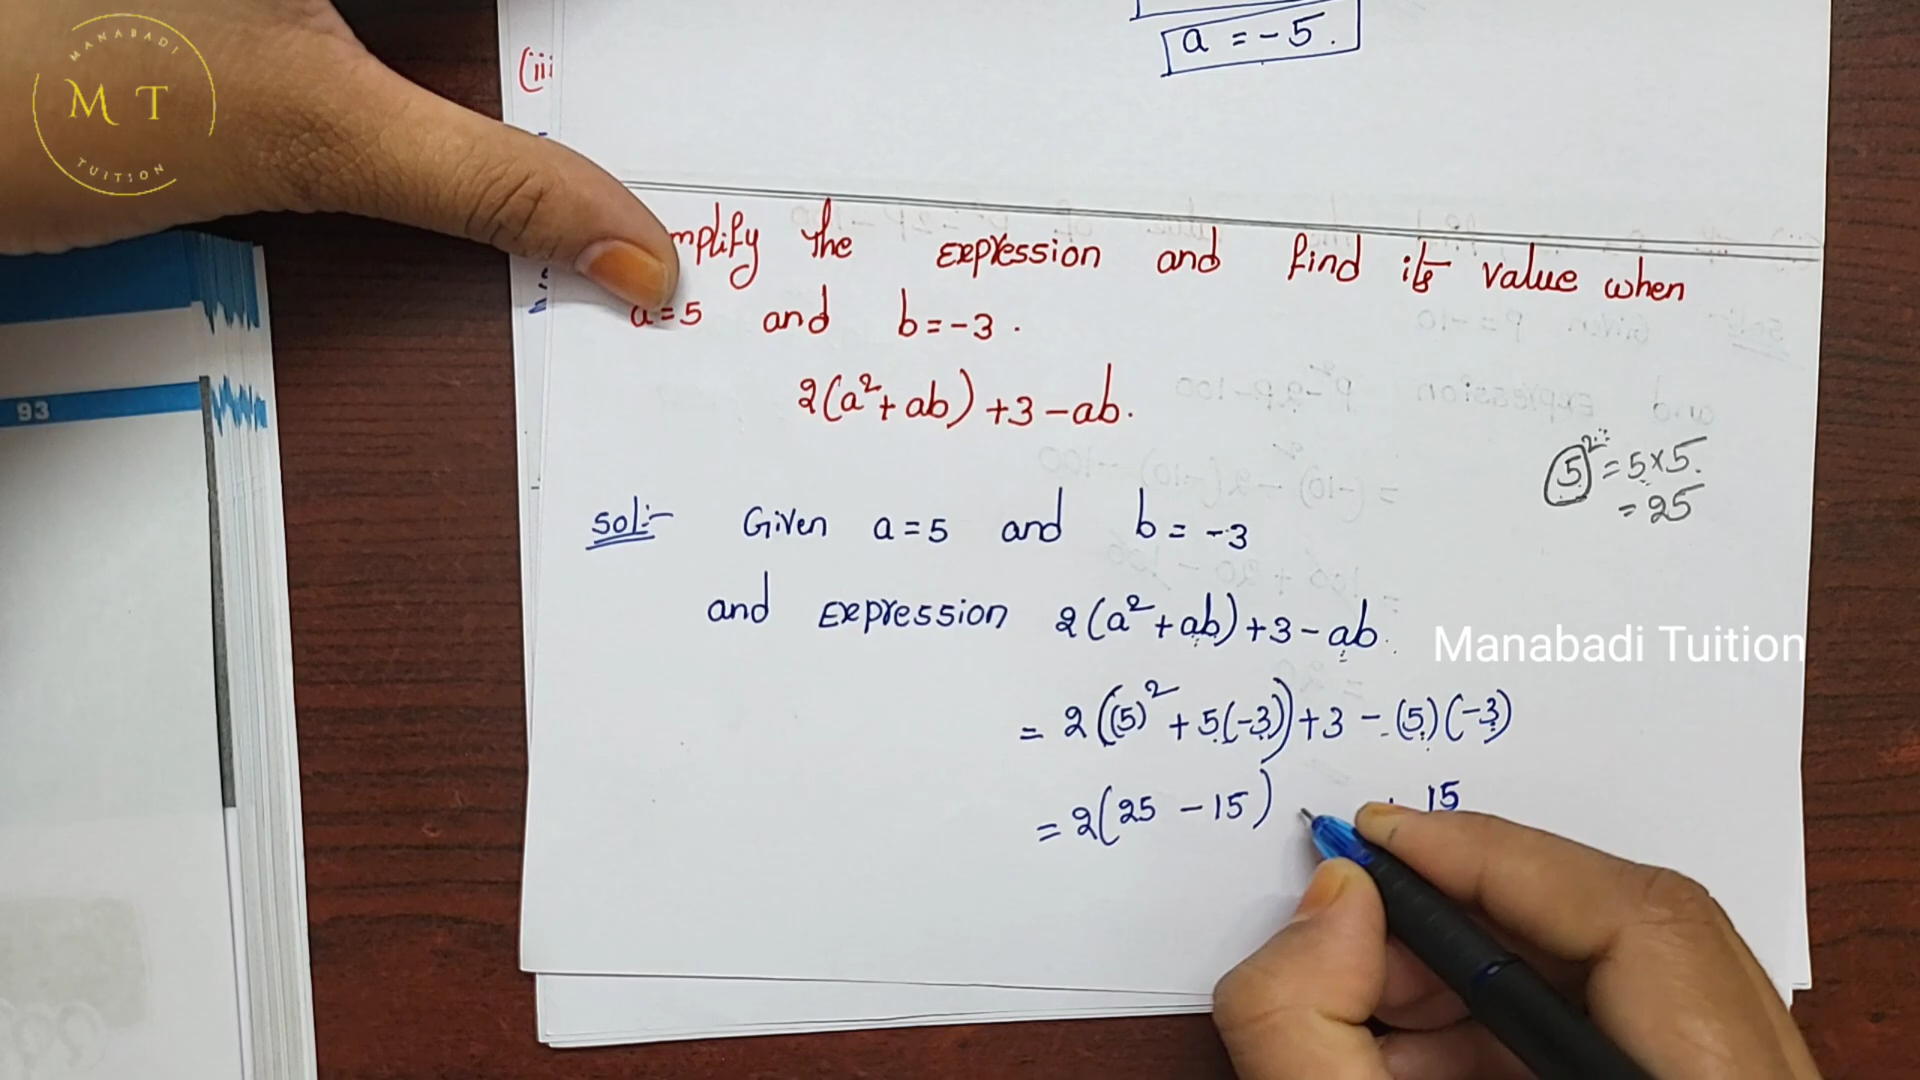 MANABADI
M T
TUITION
93
a = -5.
(iii
mplify the expression and find its value when
a=5 and b=-3.
2(a²+ab)+3-ab.
5² = 5×5.
= 25
sol:- Given a=5 and b=-3
and expression 2(a²+ab)+3-ab.
Manabadi Tuition
= 2((5)²+5(-3))+3-(5)(-3)
= 2(25-15) + 15